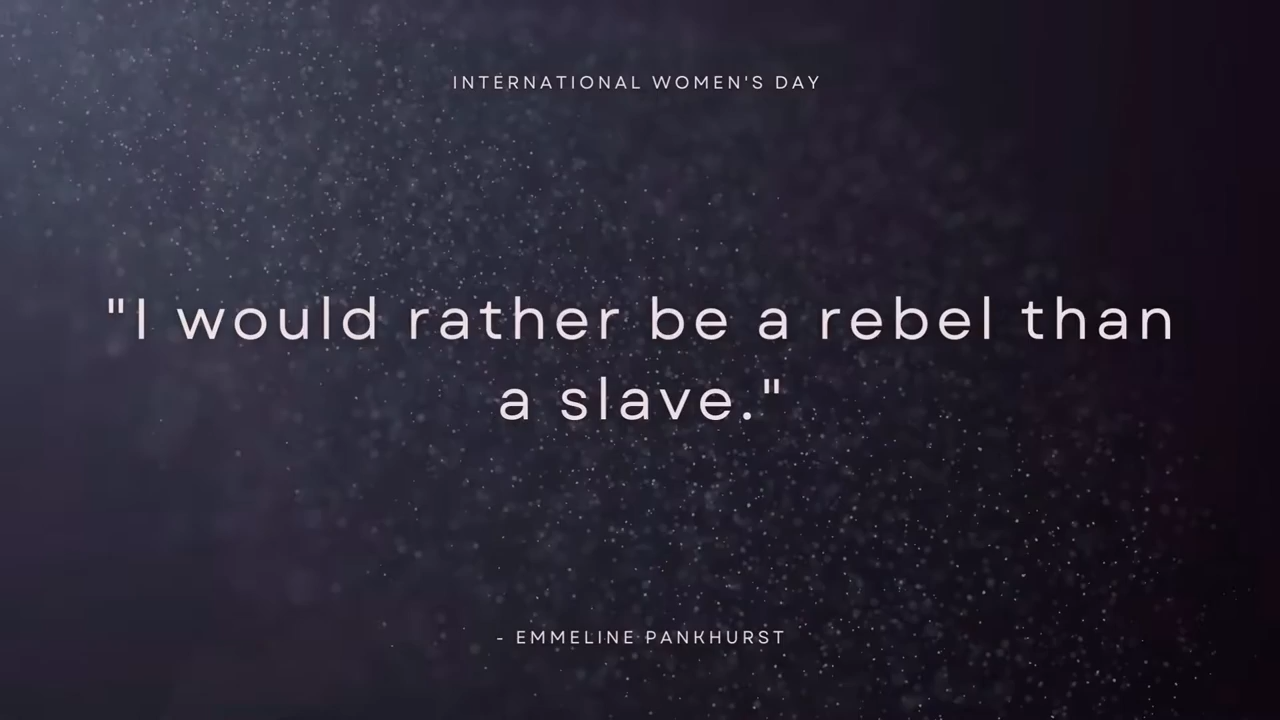 INTERNATIONAL WOMEN'S DAY
"I would rather be a rebel than
a slave."
- EMMELINE PANKHURST